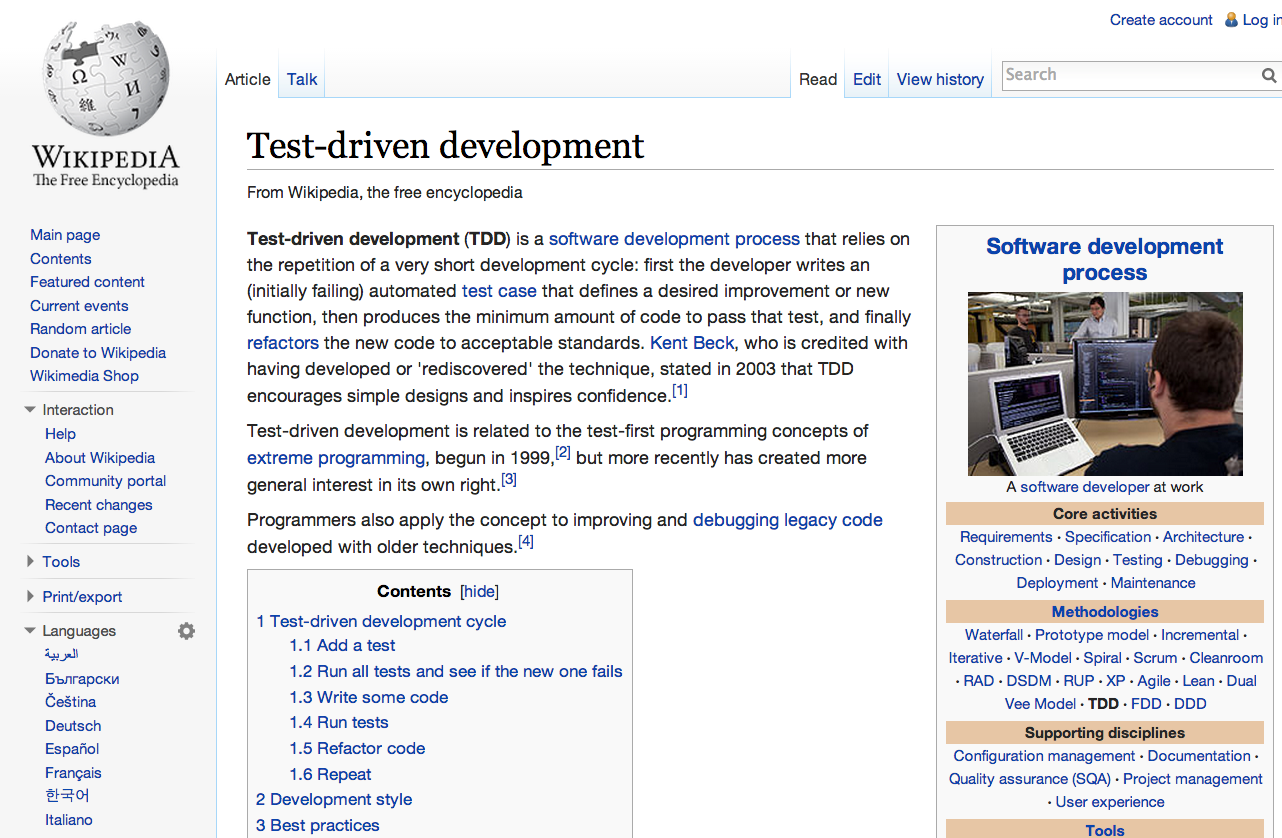 Create account Log in
Article Talk Read Edit View history Search
WIKIPEDIA
The Free Encyclopedia
Main page
Contents
Featured content
Current events
Random article
Donate to Wikipedia
Wikimedia Shop
Interaction
Help
About Wikipedia
Community portal
Recent changes
Contact page
Tools
Print/export
Languages
العربية
Български
Čeština
Deutsch
Español
Français
한국어
Italiano
Test-driven development
From Wikipedia, the free encyclopedia
Test-driven development (TDD) is a software development process that relies on
the repetition of a very short development cycle: first the developer writes an
(initially failing) automated test case that defines a desired improvement or new
function, then produces the minimum amount of code to pass that test, and finally
refactors the new code to acceptable standards. Kent Beck, who is credited with
having developed or 'rediscovered' the technique, stated in 2003 that TDD
encourages simple designs and inspires confidence.[1]
Test-driven development is related to the test-first programming concepts of
extreme programming, begun in 1999,[2] but more recently has created more
general interest in its own right.[3]
Programmers also apply the concept to improving and debugging legacy code
developed with older techniques.[4]
Contents [hide]
1 Test-driven development cycle
1.1 Add a test
1.2 Run all tests and see if the new one fails
1.3 Write some code
1.4 Run tests
1.5 Refactor code
1.6 Repeat
2 Development style
3 Best practices
Software development
process
A software developer at work
Core activities
Requirements · Specification · Architecture ·
Construction · Design · Testing · Debugging ·
Deployment · Maintenance
Methodologies
Waterfall · Prototype model · Incremental ·
Iterative · V-Model · Spiral · Scrum · Cleanroom
· RAD · DSDM · RUP · XP · Agile · Lean · Dual
Vee Model · TDD · FDD · DDD
Supporting disciplines
Configuration management · Documentation ·
Quality assurance (SQA) · Project management
· User experience
Tools